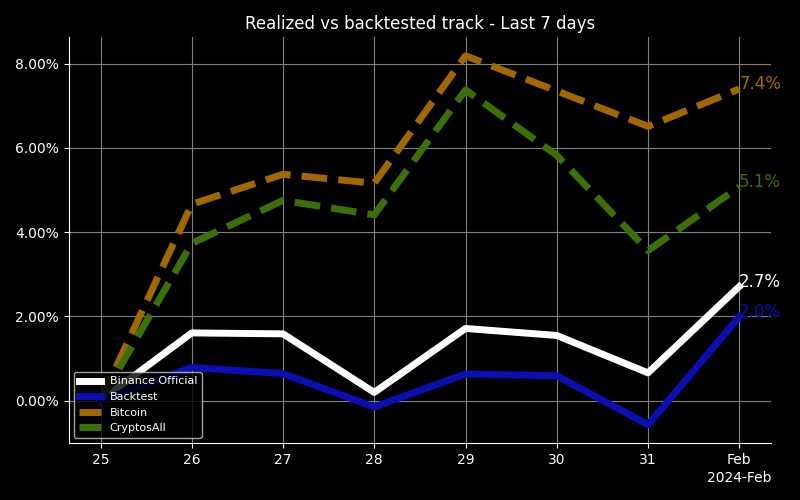 Realized vs backtested track - Last 7 days
8.00%
6.00%
4.00%
2.00%
0.00%
7.4%
5.1%
2.7%
2.0%
Binance Official
Backtest
Bitcoin
CryptosAll
25 26 27 28 29 30 31 Feb
2024-Feb